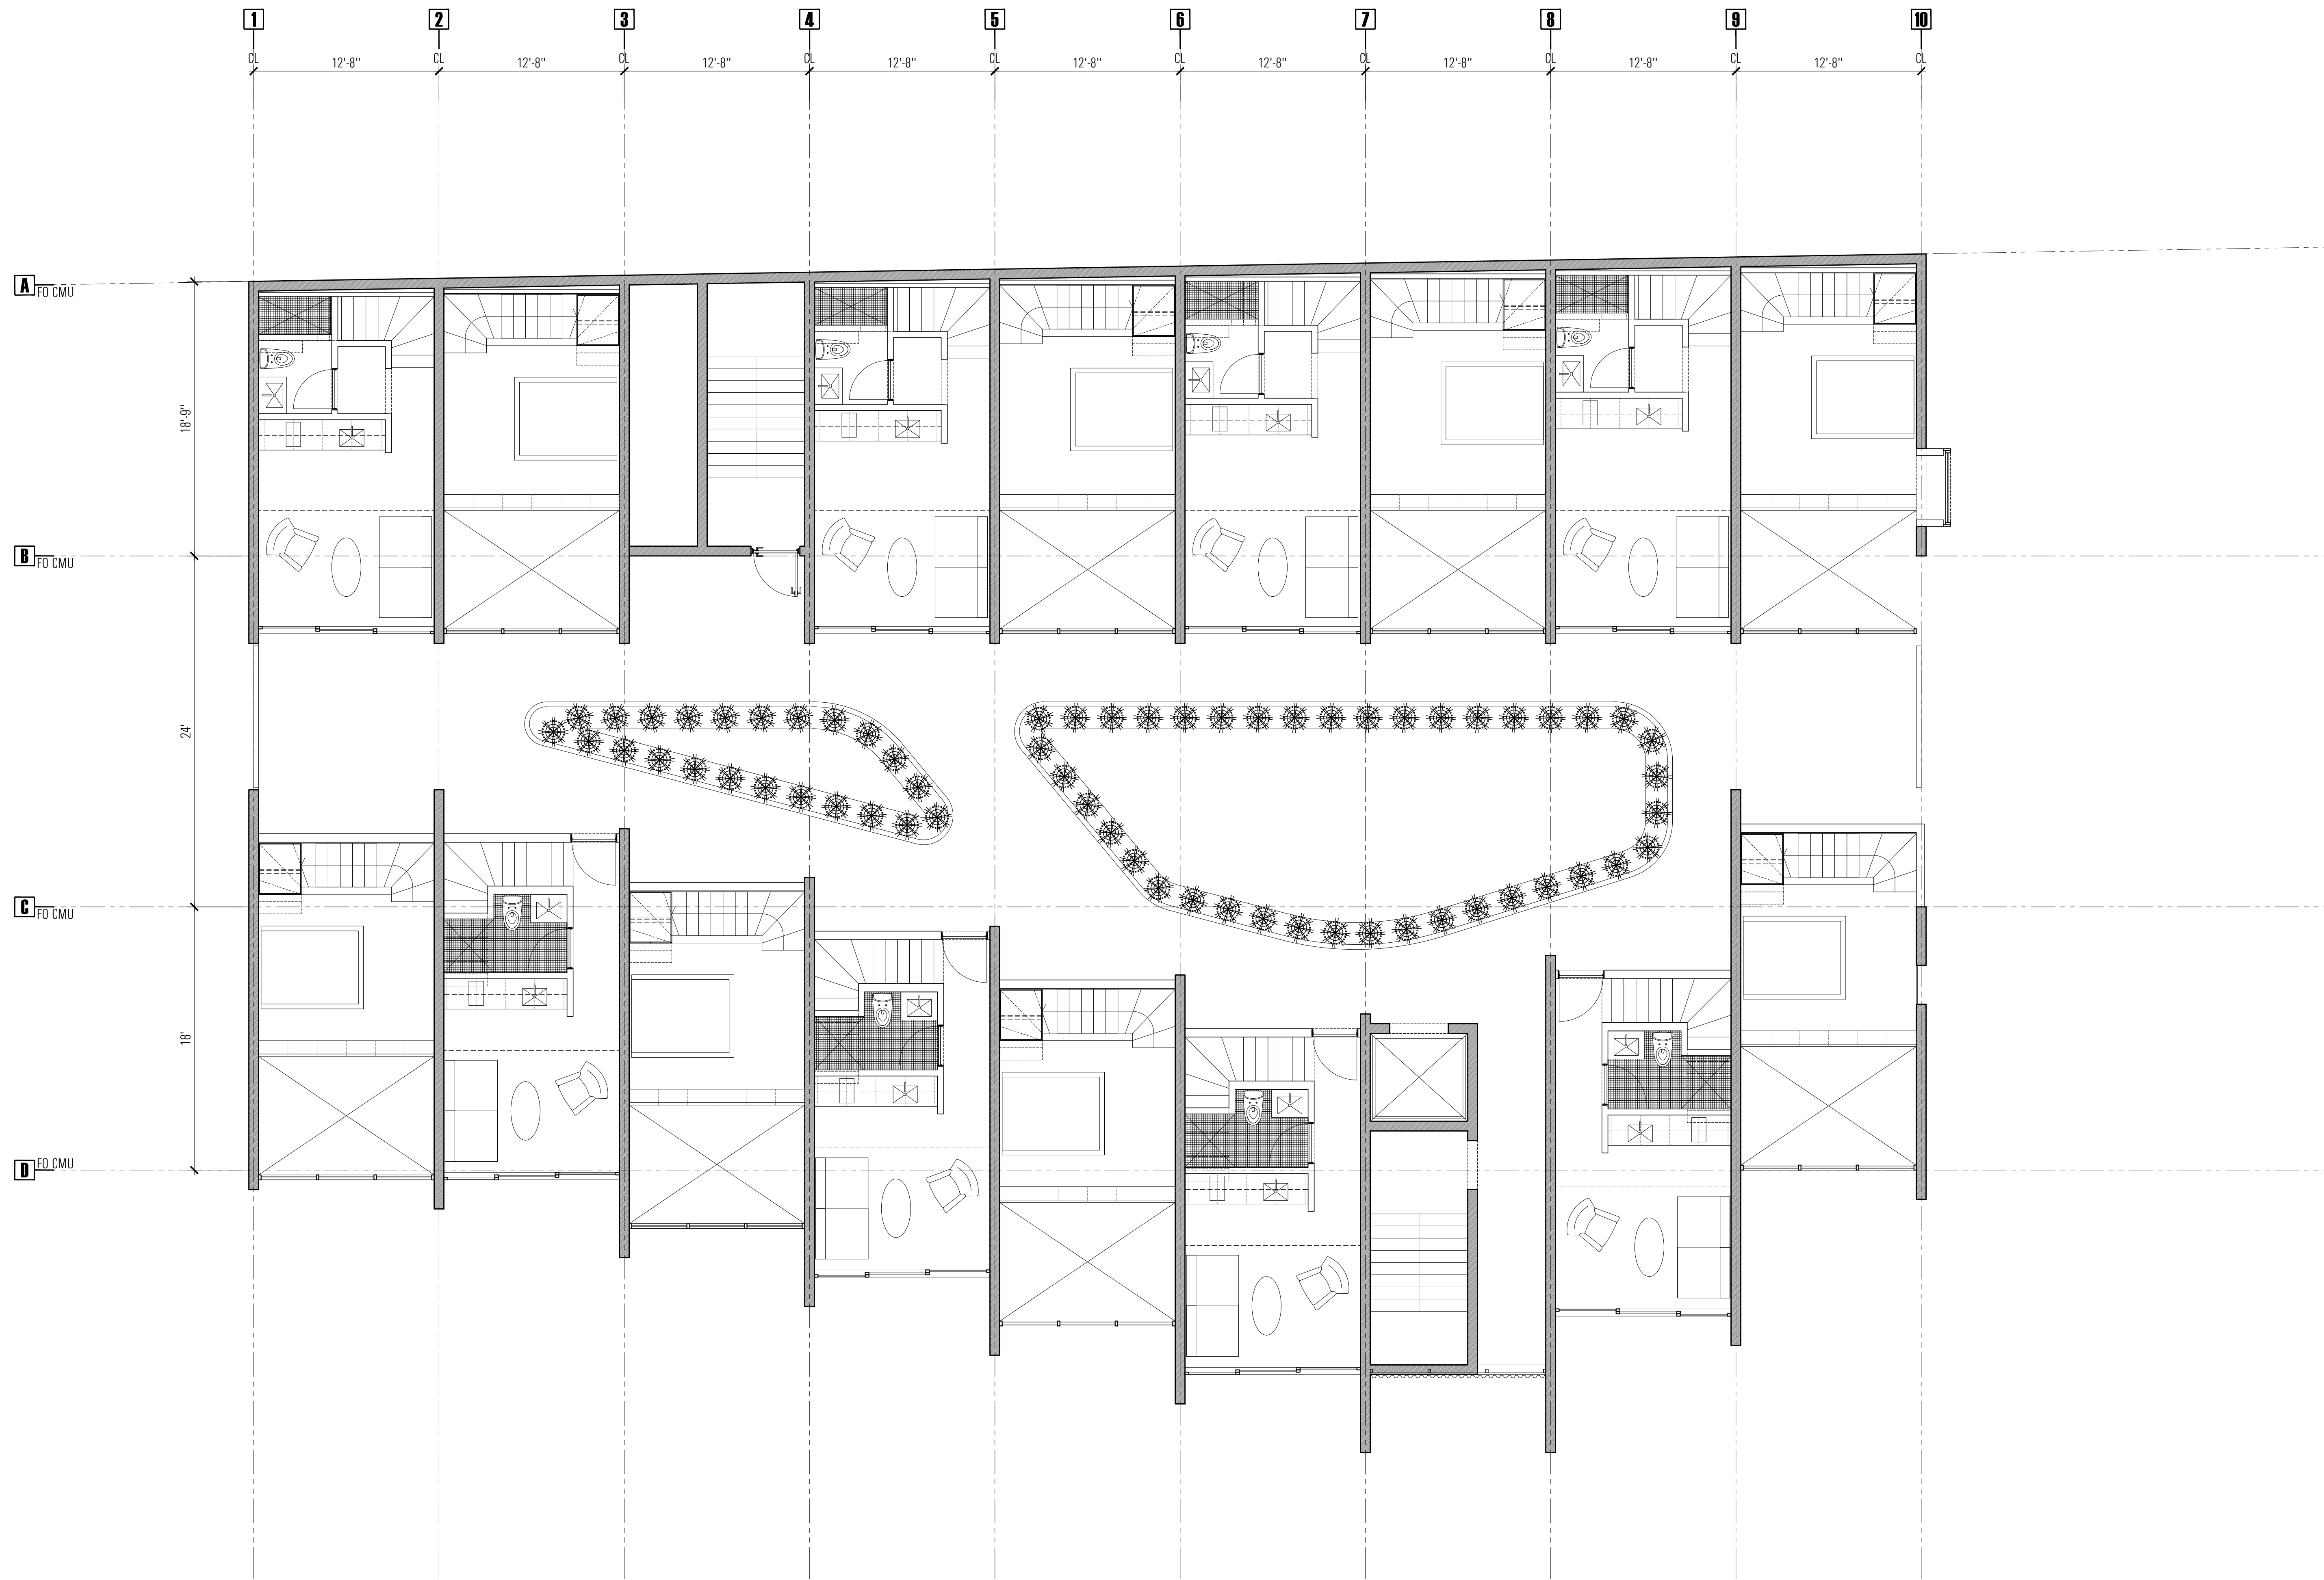 1 2 3 4 5 6 7 8 9 10
CL CL CL CL CL CL CL CL CL CL
12'-8" 12'-8" 12'-8" 12'-8" 12'-8" 12'-8" 12'-8" 12'-8" 12'-8"
A
FO CMU
18'-9"
B
FO CMU
24'
C
FO CMU
18'
D
FO CMU